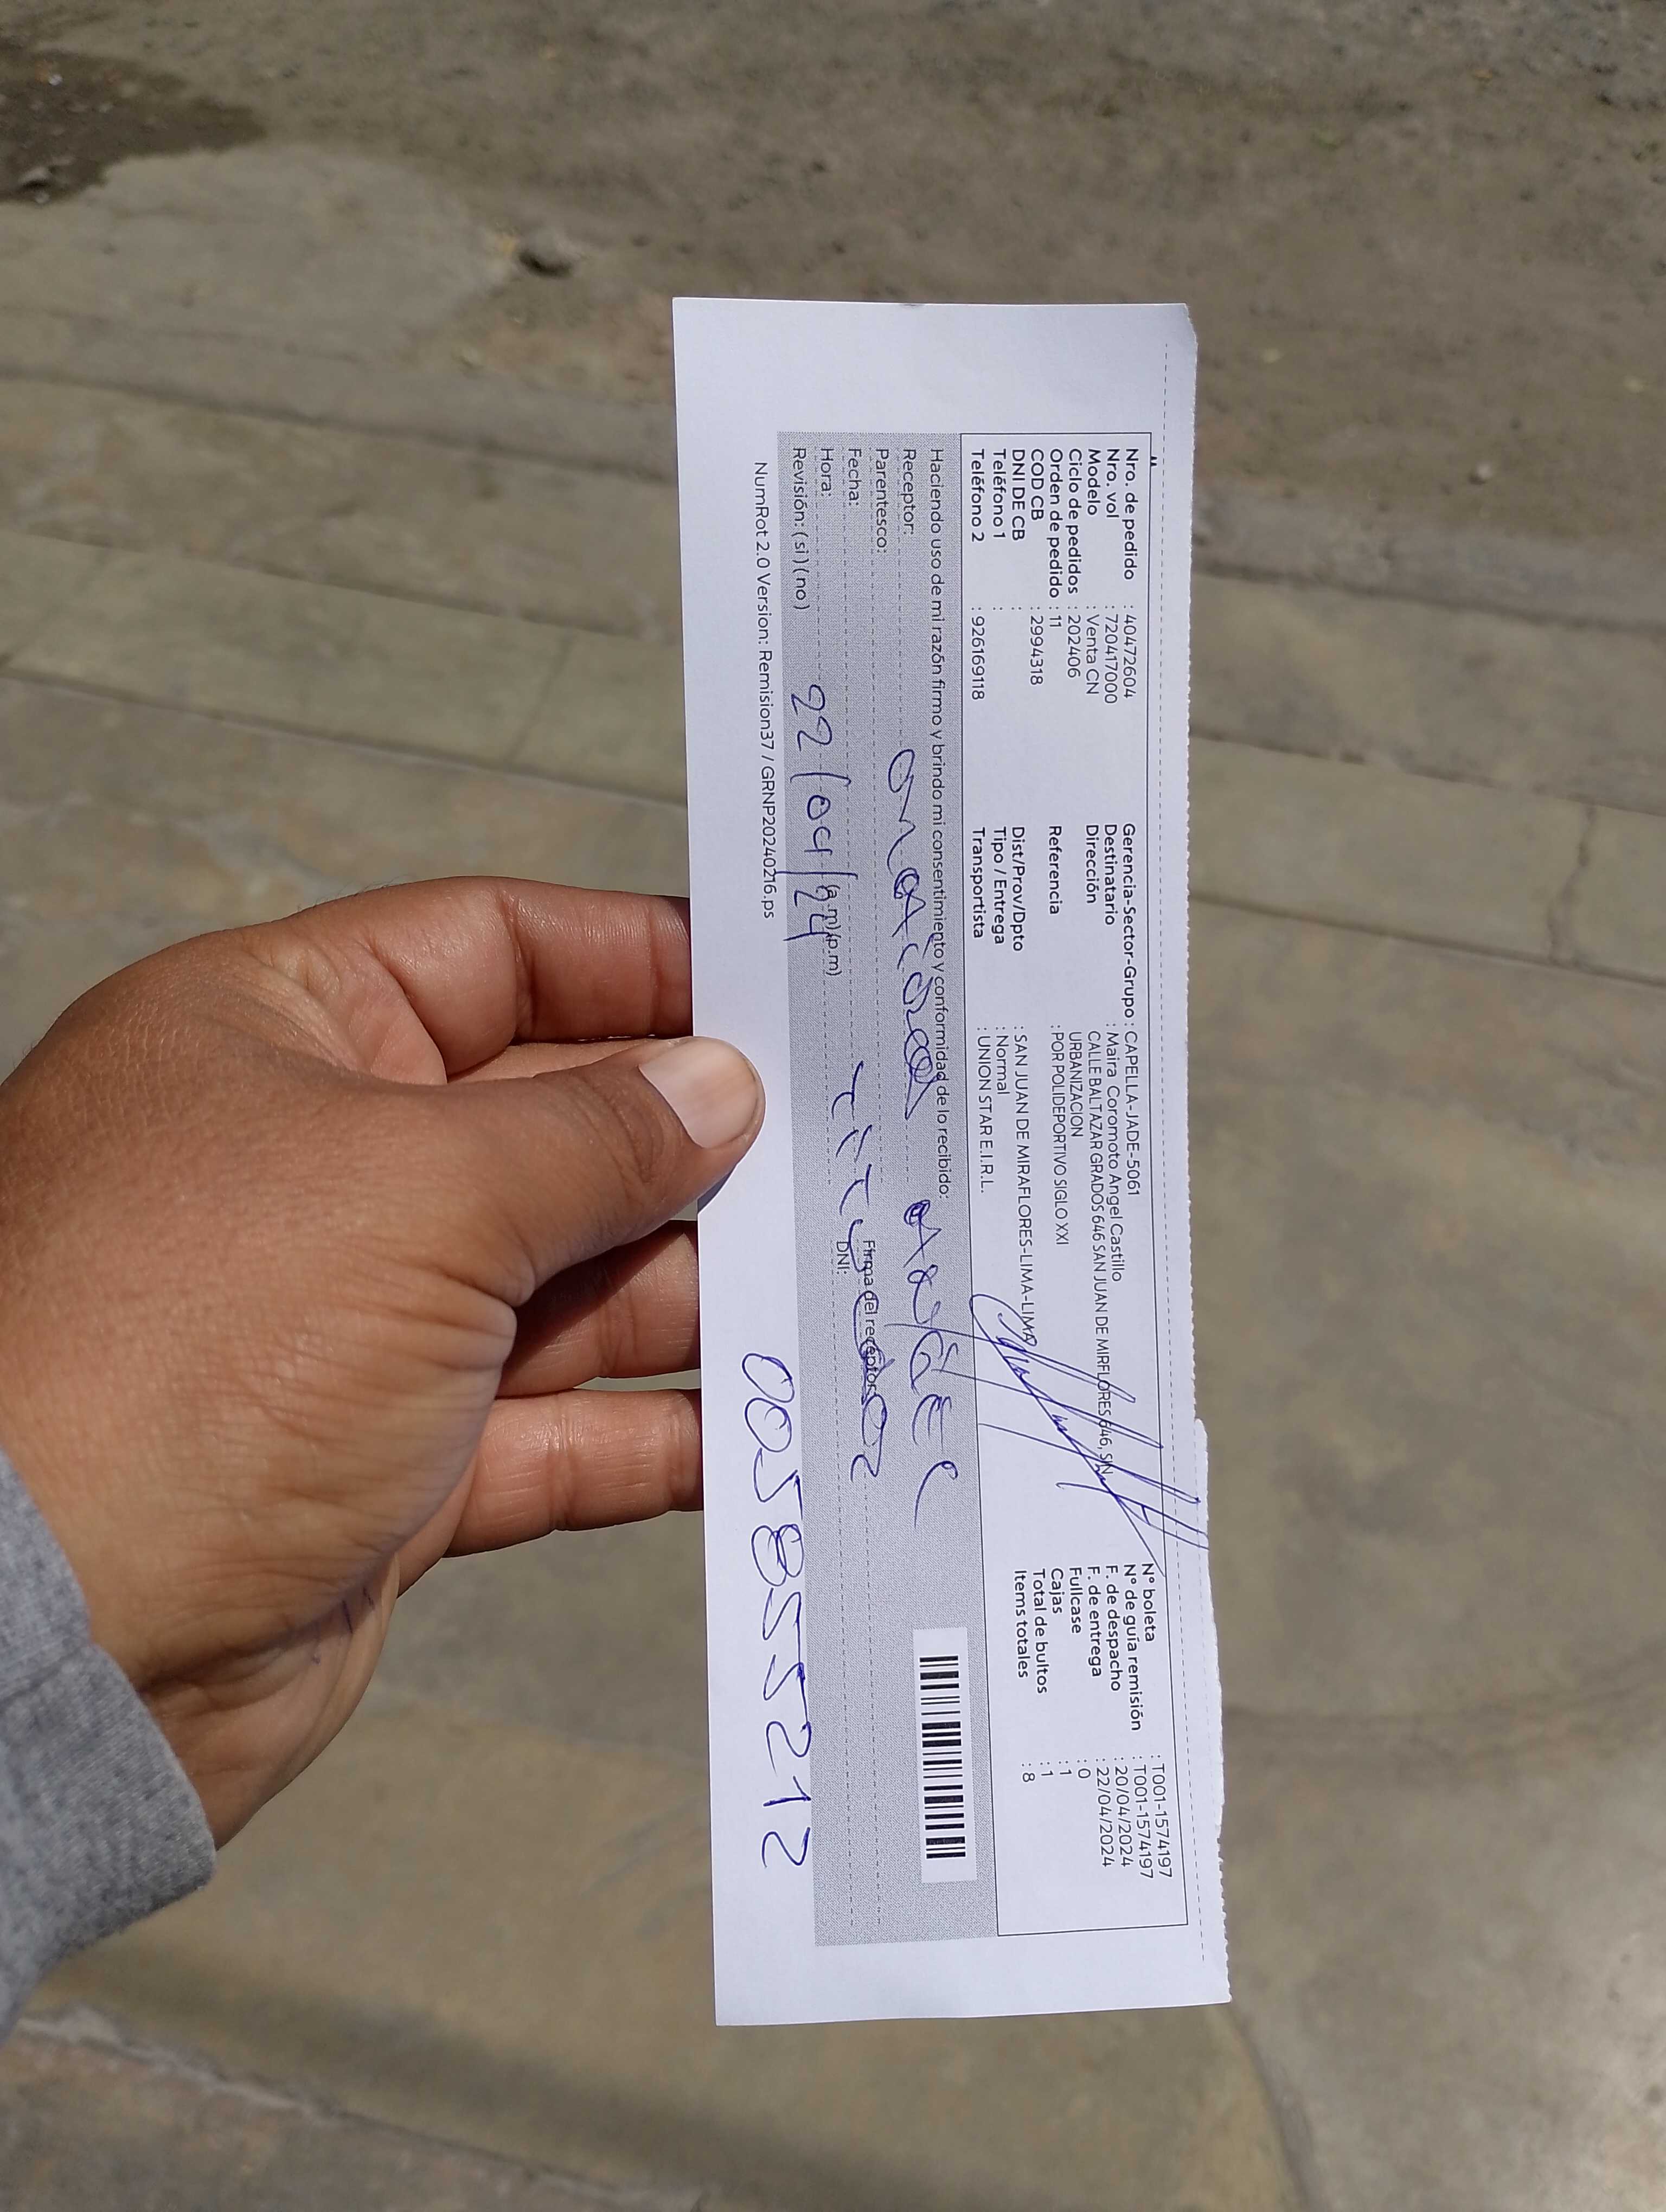 Nro. de pedido : 40472604
Nro. vol : 720417000
Modelo : Venta CN
Ciclo de pedidos : 202406
Orden de pedido : 11
COD CB : 2994318
DNI DE CB :
Teléfono 1 :
Teléfono 2 : 926169118
Gerencia-Sector-Grupo : CAPELLA-JADE-5061
Destinatario : Maira Coromoto Angel Castillo
Dirección : CALLE BALTAZAR GRADOS 646 SAN JUAN DE MIRFLORES 646, SN
URBANIZACION
Referencia : POR POLIDEPORTIVO SIGLO XXI
Dist/Prov/Dpto : SAN JUAN DE MIRAFLORES-LIMA-LIMA
Tipo / Entrega : Normal
Transportista : UNION STAR E.I.R.L.
N° boleta : T001-1574197
N° de guía remisión : T001-1574197
F. de despacho : 20/04/2024
F. de entrega : 22/04/2024
Fullcase : 0
Cajas : 1
Total de bultos : 1
Items totales : 8
Haciendo uso de mi razón firmo y brindo mi consentimiento y conformidad de lo recibido:
Receptor:
Parentesco:
Fecha:
Hora: (a.m)(p.m)
Revisión: (si) (no) 22/04/24
Firma del receptor
DNI:
005855212
NumRot 2.0 Version: Remision37 / GRNP20240216.ps